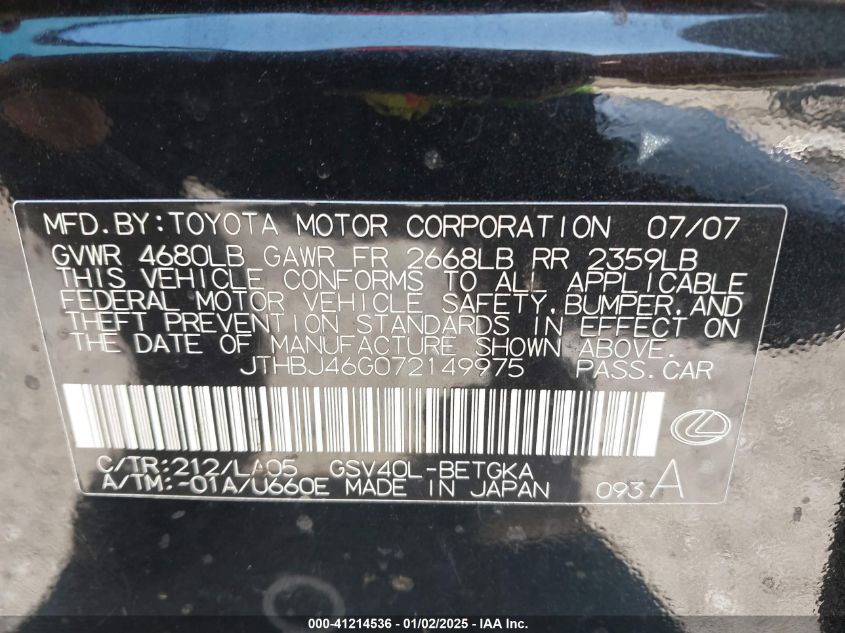 MFD.BY:TOYOTA MOTOR CORPORATION 07/07
GVWR 4680LB GAWR FR 2668LB RR 2359LB
THIS VEHICLE CONFORMS TO ALL APPLICABLE
FEDERAL MOTOR VEHICLE SAFETY,BUMPER,AND
THEFT PREVENTION STANDARDS IN EFFECT ON
THE DATE OF MANUFACTURE SHOWN ABOVE.
JTHBJ46G072149975 PASS.CAR
C/TR:212/LA05 GSV40L-BETGKA
A/TM:-01A/U660E MADE IN JAPAN 093A
000-41214536 - 01/02/2025 - IAA Inc.